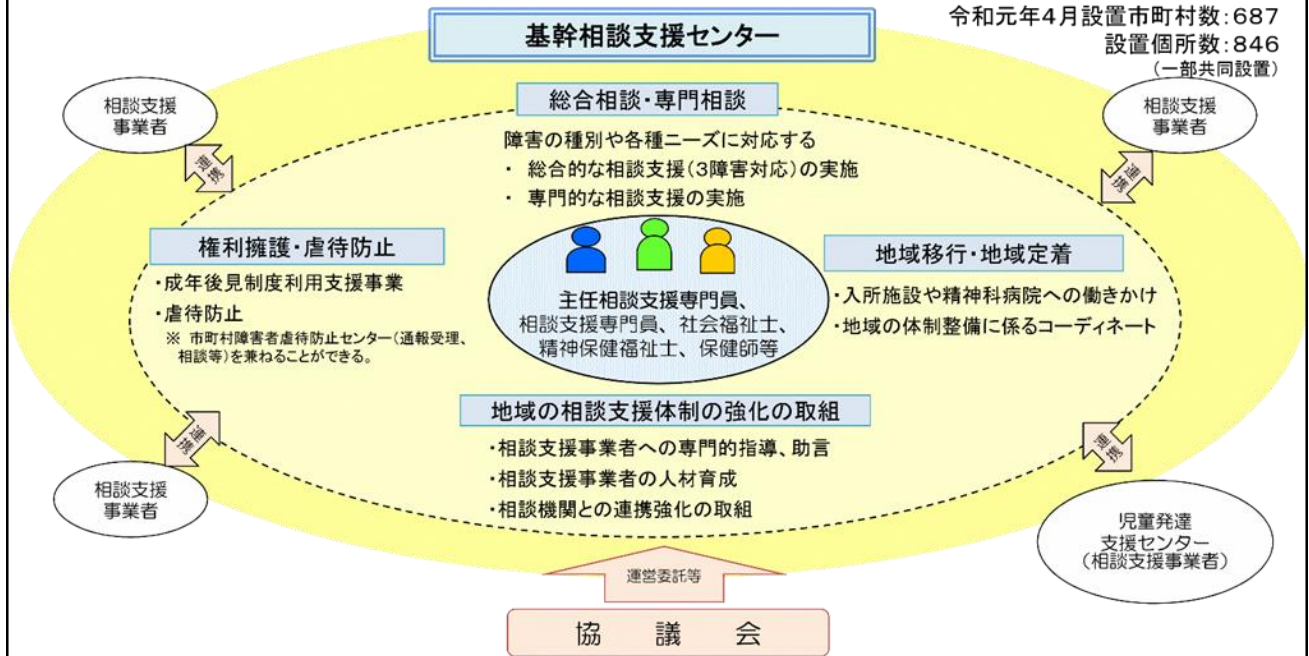 基幹相談支援センター
令和元年4月設置市町村数:687
設置個所数:846
(一部共同設置)
相談支援
事業者
連携
相談支援
事業者
連携
総合相談・専門相談
障害の種別や各種ニーズに対応する
・ 総合的な相談支援(3障害対応)の実施
・ 専門的な相談支援の実施
権利擁護・虐待防止
・成年後見制度利用支援事業
・虐待防止
※ 市町村障害者虐待防止センター(通報受理、
相談等)を兼ねることができる。
主任相談支援専門員、
相談支援専門員、社会福祉士、
精神保健福祉士、保健師等
地域移行・地域定着
・入所施設や精神科病院への働きかけ
・地域の体制整備に係るコーディネート
地域の相談支援体制の強化の取組
・相談支援事業者への専門的指導、助言
・相談支援事業者の人材育成
・相談機関との連携強化の取組
連携
相談支援
事業者
連携
児童発達
支援センター
(相談支援事業者)
運営委託等
協 議 会